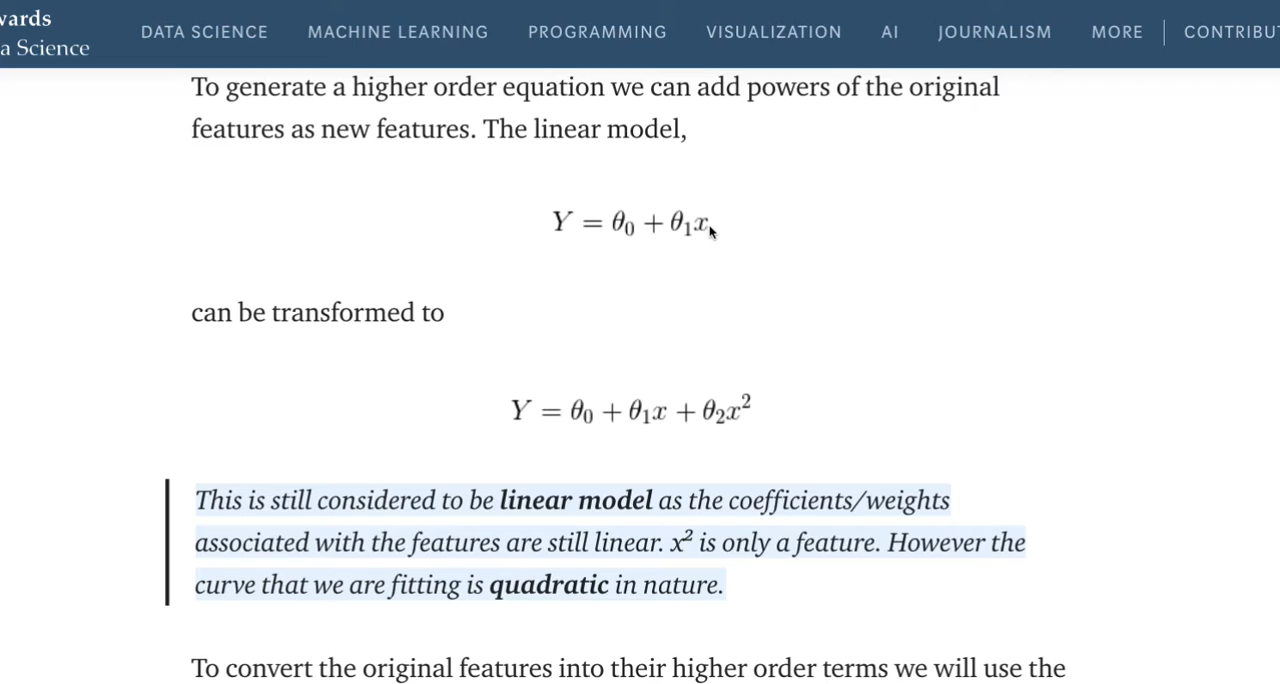 wards
a Science
DATA SCIENCE MACHINE LEARNING PROGRAMMING VISUALIZATION AI JOURNALISM MORE CONTRIBU
To generate a higher order equation we can add powers of the original
features as new features. The linear model,
Y = θ₀ + θ₁x
can be transformed to
Y = θ₀ + θ₁x + θ₂x²
This is still considered to be linear model as the coefficients/weights
associated with the features are still linear. x² is only a feature. However the
curve that we are fitting is quadratic in nature.
To convert the original features into their higher order terms we will use the